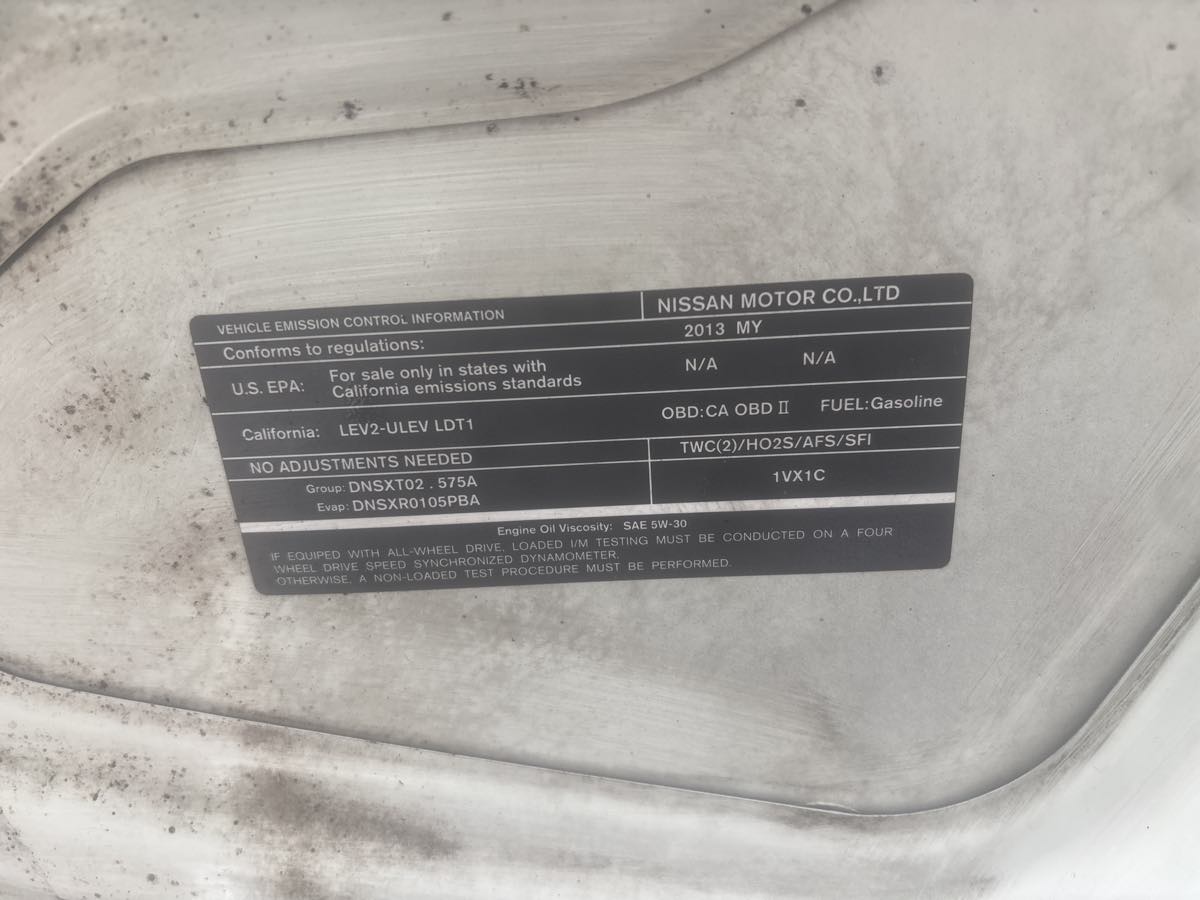 VEHICLE EMISSION CONTROL INFORMATION NISSAN MOTOR CO.,LTD
Conforms to regulations: 2013 MY
U.S. EPA: For sale only in states with California emissions standards N/A N/A
California: LEV2-ULEV LDT1 OBD:CA OBD II FUEL:Gasoline
NO ADJUSTMENTS NEEDED TWC(2)/HO2S/AFS/SFI
Group: DNSXT02.575A
Evap: DNSXR0105PBA 1VX1C
Engine Oil Viscosity: SAE 5W-30
IF EQUIPED WITH ALL-WHEEL DRIVE, LOADED I/M TESTING MUST BE CONDUCTED ON A FOUR
WHEEL DRIVE SPEED SYNCHRONIZED DYNAMOMETER.
OTHERWISE, A NON-LOADED TEST PROCEDURE MUST BE PERFORMED.